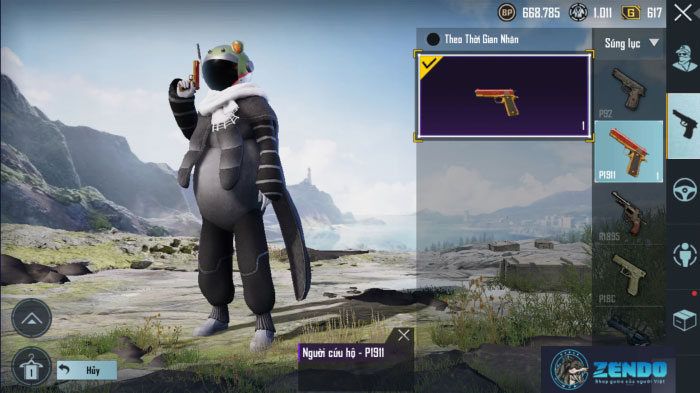 BP 668.785 1.011 G 617
Theo Thời Gian Nhận
Súng lục
1
P92
P1911
1
R1895
P18C
Người cứu hộ - P1911
1
Hủy
ZENDO
Shop game của người Việt